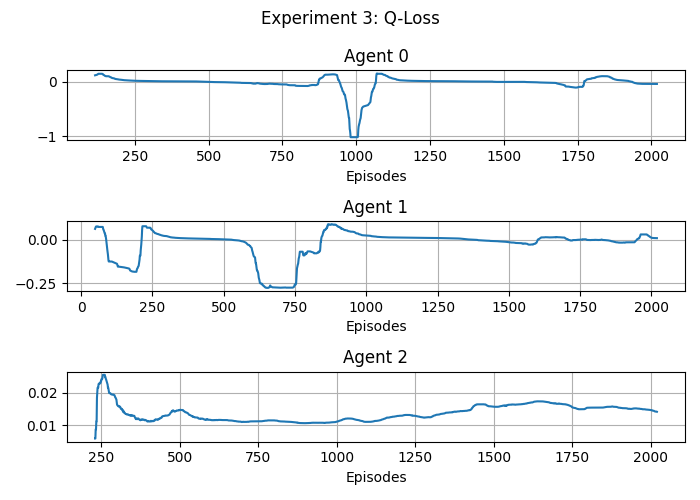 Experiment 3: Q-Loss
Agent 0
0
−1
250 500 750 1000 1250 1500 1750 2000
Episodes
Agent 1
0.00
−0.25
0 250 500 750 1000 1250 1500 1750 2000
Episodes
Agent 2
0.02
0.01
250 500 750 1000 1250 1500 1750 2000
Episodes